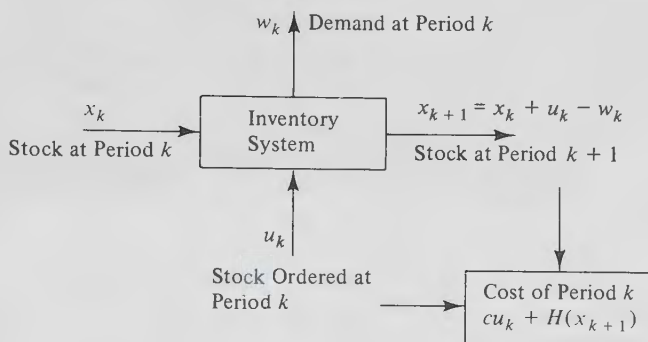 w_k Demand at Period k
x_k
Stock at Period k
Inventory
System
x_{k+1} = x_k + u_k − w_k
Stock at Period k + 1
u_k
Stock Ordered at
Period k
Cost of Period k
cu_k + H(x_{k+1})